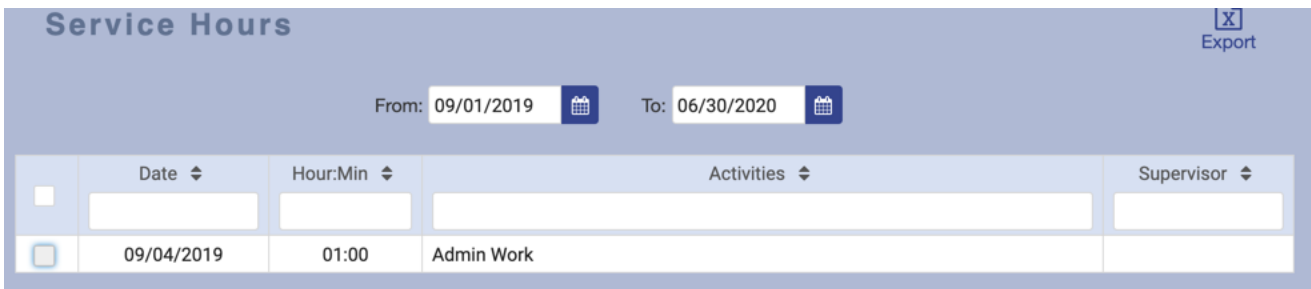 Service Hours
X
Export
From: 09/01/2019 To: 06/30/2020
Date Hour:Min Activities Supervisor
09/04/2019 01:00 Admin Work